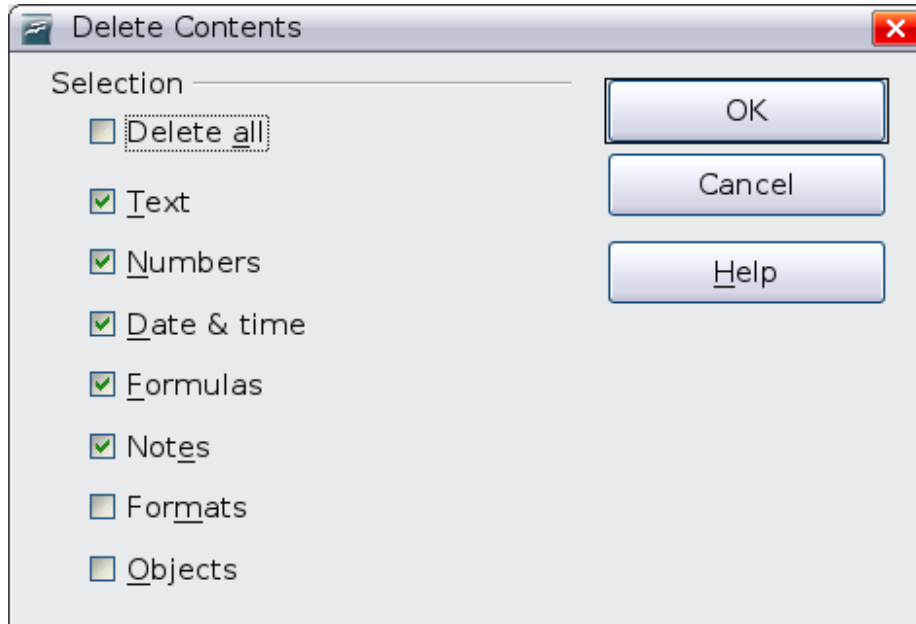 Delete Contents
Selection
Delete all
Text
Numbers
Date & time
Formulas
Notes
Formats
Objects
OK
Cancel
Help